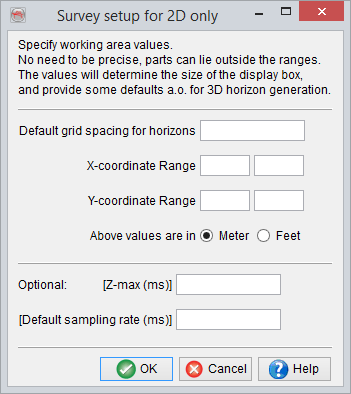 Survey setup for 2D only
Specify working area values.
No need to be precise, parts can lie outside the ranges.
The values will determine the size of the display box,
and provide some defaults a.o. for 3D horizon generation.
Default grid spacing for horizons
X-coordinate Range
Y-coordinate Range
Above values are in Meter Feet
Optional: [Z-max (ms)]
[Default sampling rate (ms)]
OK Cancel Help